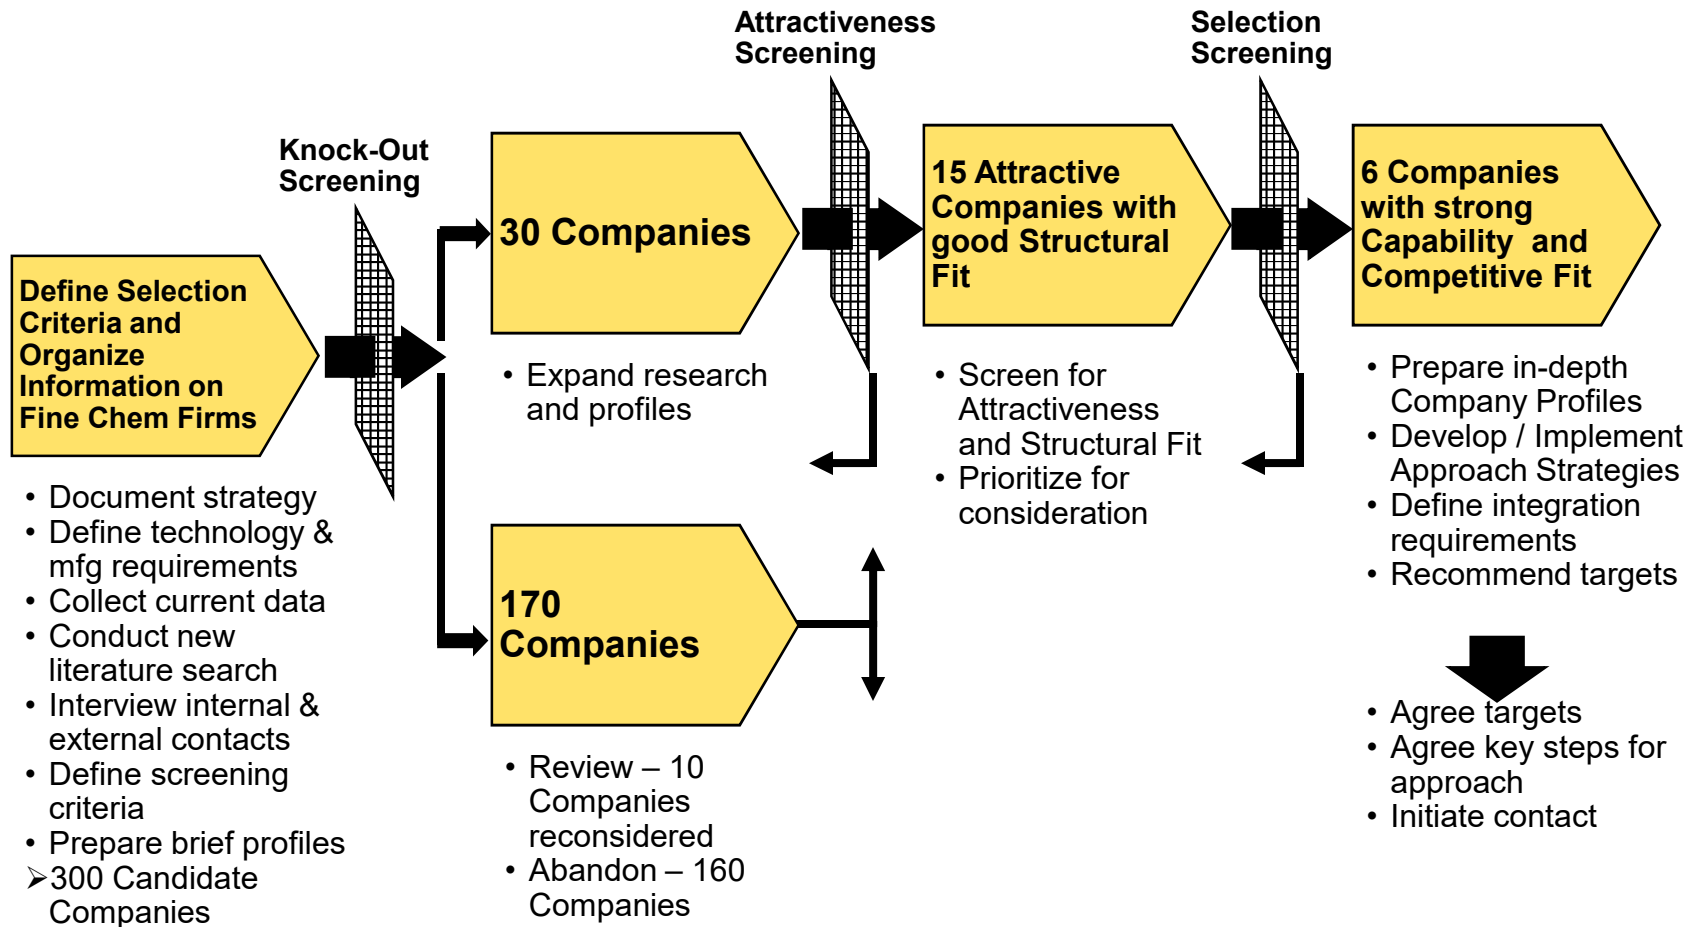 Knock-Out
Screening
Attractiveness
Screening
Selection
Screening
Define Selection
Criteria and
Organize
Information on
Fine Chem Firms
• Document strategy
• Define technology &
mfg requirements
• Collect current data
• Conduct new
literature search
• Interview internal &
external contacts
• Define screening
criteria
• Prepare brief profiles
➢300 Candidate
Companies
30 Companies
• Expand research
and profiles
170
Companies
• Review – 10
Companies
reconsidered
• Abandon – 160
Companies
15 Attractive
Companies with
good Structural
Fit
• Screen for
Attractiveness
and Structural Fit
• Prioritize for
consideration
6 Companies
with strong
Capability and
Competitive Fit
• Prepare in-depth
Company Profiles
• Develop / Implement
Approach Strategies
• Define integration
requirements
• Recommend targets
• Agree targets
• Agree key steps for
approach
• Initiate contact